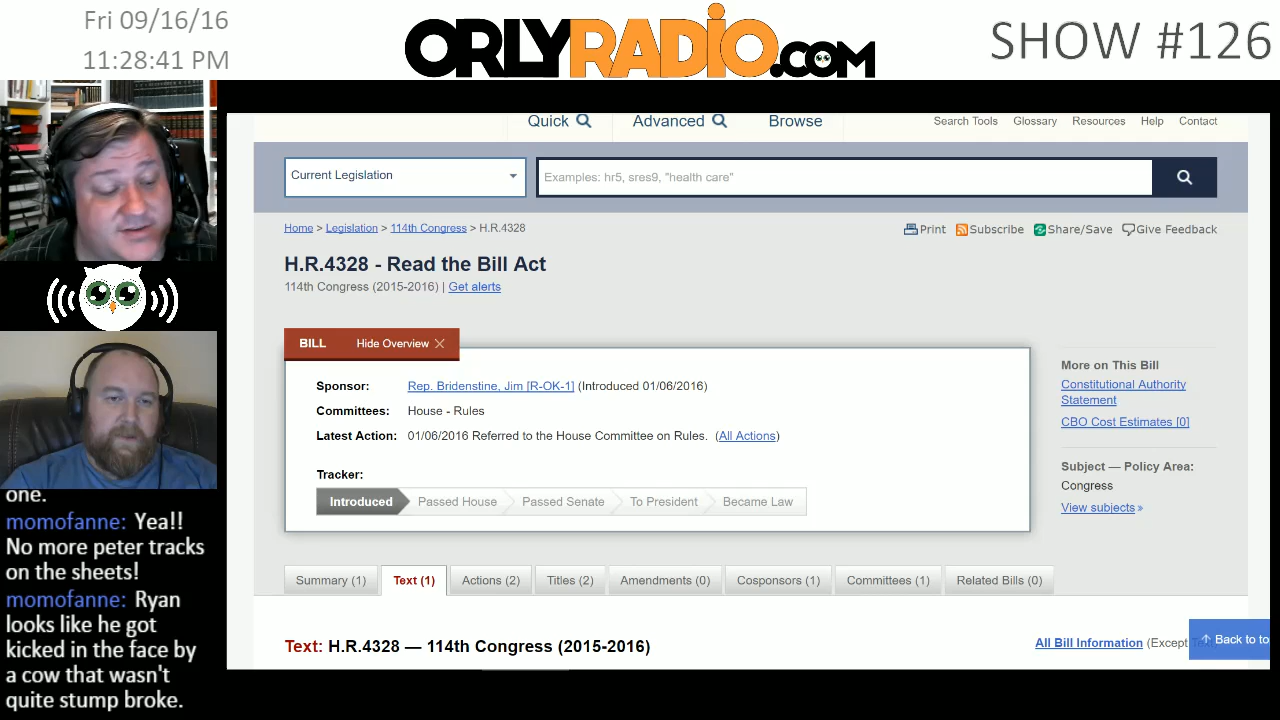 Fri 09/16/16
11:28:41 PM
ORLYRADIO.COM
SHOW #126
Quick
Advanced
Browse
Search Tools
Glossary
Resources
Help
Contact
Current Legislation
Examples: hr5, sres9, "health care"
Home > Legislation > 114th Congress > H.R.4328
Print
Subscribe
Share/Save
Give Feedback
H.R.4328 - Read the Bill Act
114th Congress (2015-2016) | Get alerts
BILL
Hide Overview
Sponsor: Rep. Bridenstine, Jim [R-OK-1] (Introduced 01/06/2016)
Committees: House - Rules
Latest Action: 01/06/2016 Referred to the House Committee on Rules. (All Actions)
Tracker:
Introduced
Passed House
Passed Senate
To President
Became Law
More on This Bill
Constitutional Authority
Statement
CBO Cost Estimates [0]
Subject — Policy Area:
Congress
View subjects »
Summary (1)
Text (1)
Actions (2)
Titles (2)
Amendments (0)
Cosponsors (1)
Committees (1)
Related Bills (0)
Text: H.R.4328 — 114th Congress (2015-2016)
All Bill Information (Except
Back to to
one.
momofanne: Yea!!
No more peter tracks
on the sheets!
momofanne: Ryan
looks like he got
kicked in the face by
a cow that wasn't
quite stump broke.